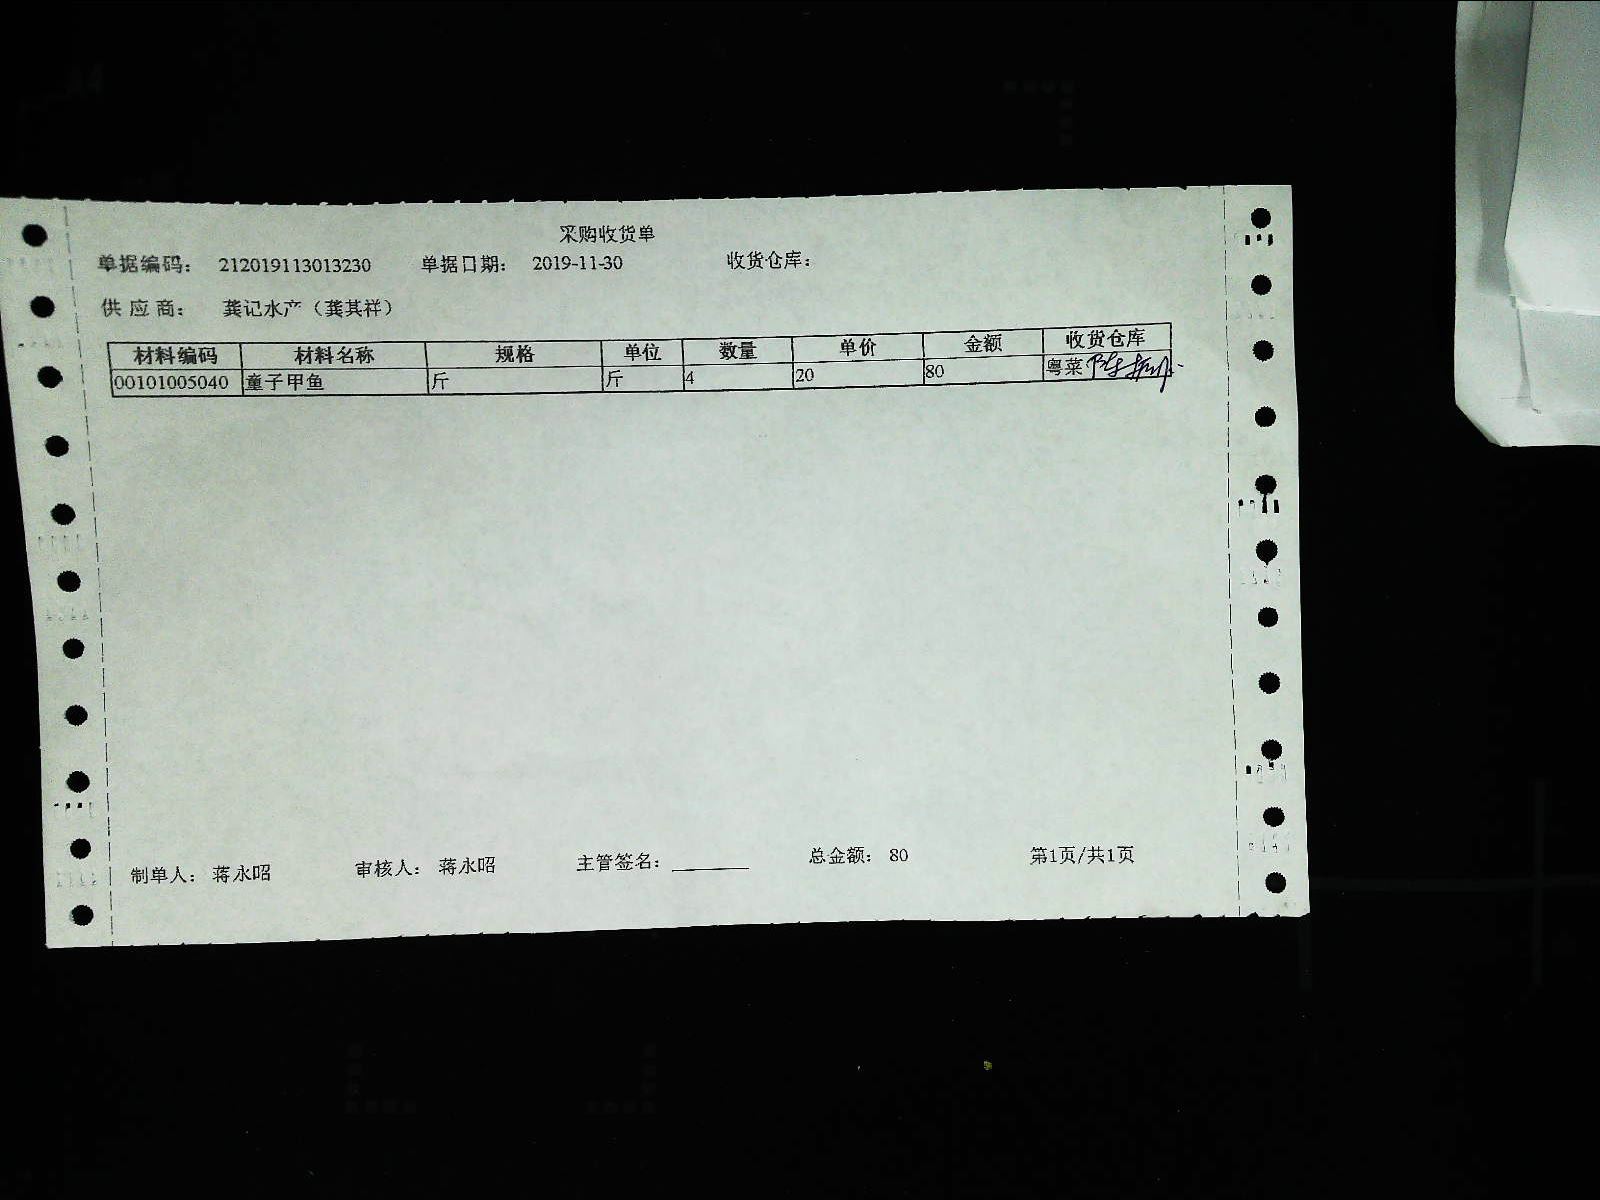 采购收货单
单据编码： 212019113013230 单据日期： 2019-11-30 收货仓库：
供应商： 龚记水产（龚其祥）
材料编码 材料名称 规格 单位 数量 单价 金额 收货仓库
00101005040 童子甲鱼 斤 斤 4 20 80 粤菜
制单人： 蒋永昭 审核人： 蒋永昭 主管签名： 总金额： 80 第1页/共1页